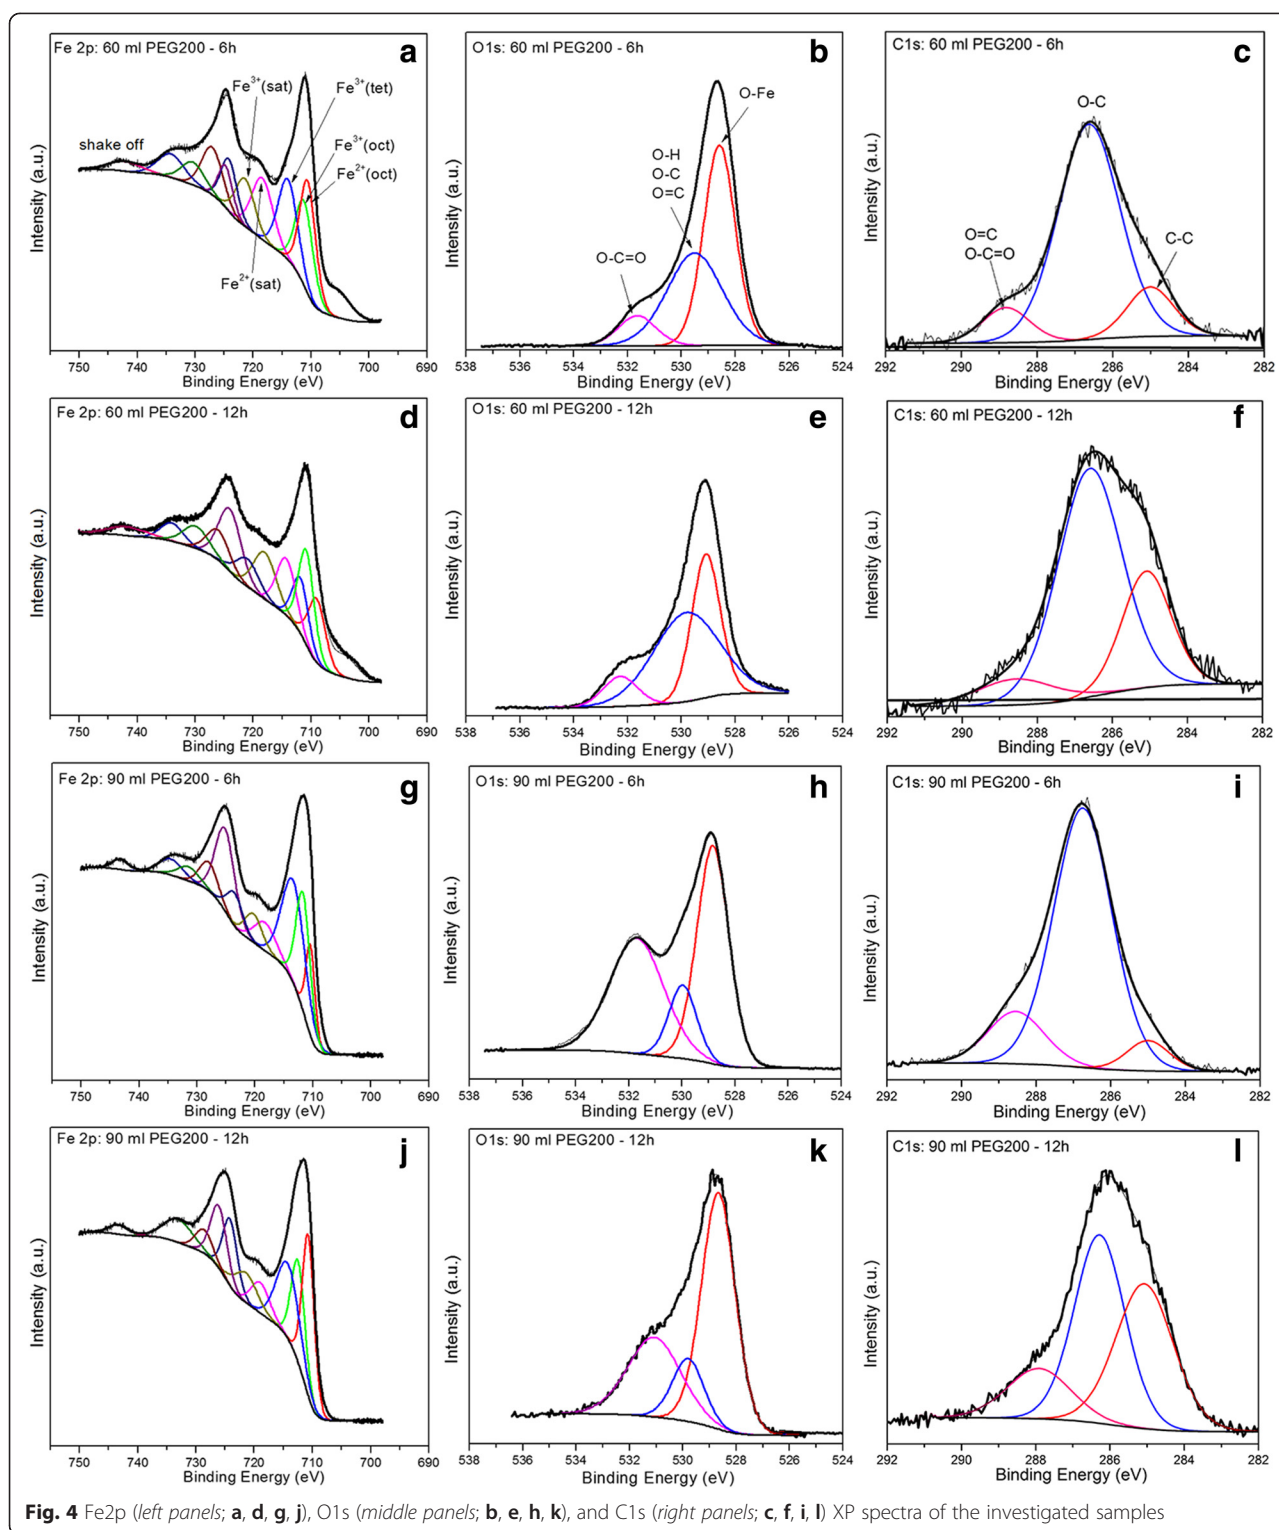 Fe 2p: 60 ml PEG200 - 6h
a
Fe3+(sat)
Fe3+(tet)
shake off
Fe3+(oct)
Fe2+(oct)
Fe2+(sat)
Intensity (a.u.)
750 740 730 720 710 700 690
Binding Energy (eV)
O1s: 60 ml PEG200 - 6h
b
O-Fe
O-H
O-C
O=C
O-C=O
Intensity (a.u.)
538 536 534 532 530 528 526 524
Binding Energy (eV)
C1s: 60 ml PEG200 - 6h
c
O-C
O=C
O-C=O
C-C
Intensity (a.u.)
292 290 288 286 284 282
Binding Energy (eV)
Fe 2p: 60 ml PEG200 - 12h
d
Intensity (a.u.)
750 740 730 720 710 700 690
Binding Energy (eV)
O1s: 60 ml PEG200 - 12h
e
Intensity (a.u.)
538 536 534 532 530 528 526 524
Binding Energy (eV)
C1s: 60 ml PEG200 - 12h
f
Intensity (a.u.)
292 290 288 286 284 282
Binding Energy (eV)
Fe 2p: 90 ml PEG200 - 6h
g
Intensity (a.u.)
750 740 730 720 710 700 690
Binding Energy (eV)
O1s: 90 ml PEG200 - 6h
h
Intensity (a.u.)
538 536 534 532 530 528 526 524
Binding Energy (eV)
C1s: 90 ml PEG200 - 6h
i
Intensity (a.u.)
292 290 288 286 284 282
Binding Energy (eV)
Fe 2p: 90 ml PEG200 - 12h
j
Intensity (a.u.)
750 740 730 720 710 700 690
Binding Energy (eV)
O1s: 90 ml PEG200 - 12h
k
Intensity (a.u.)
538 536 534 532 530 528 526 524
Binding Energy (eV)
C1s: 90 ml PEG200 - 12h
l
Intensity (a.u.)
292 290 288 286 284 282
Binding Energy (eV)
Fig. 4 Fe2p (left panels; a, d, g, j), O1s (middle panels; b, e, h, k), and C1s (right panels; c, f, i, l) XP spectra of the investigated samples